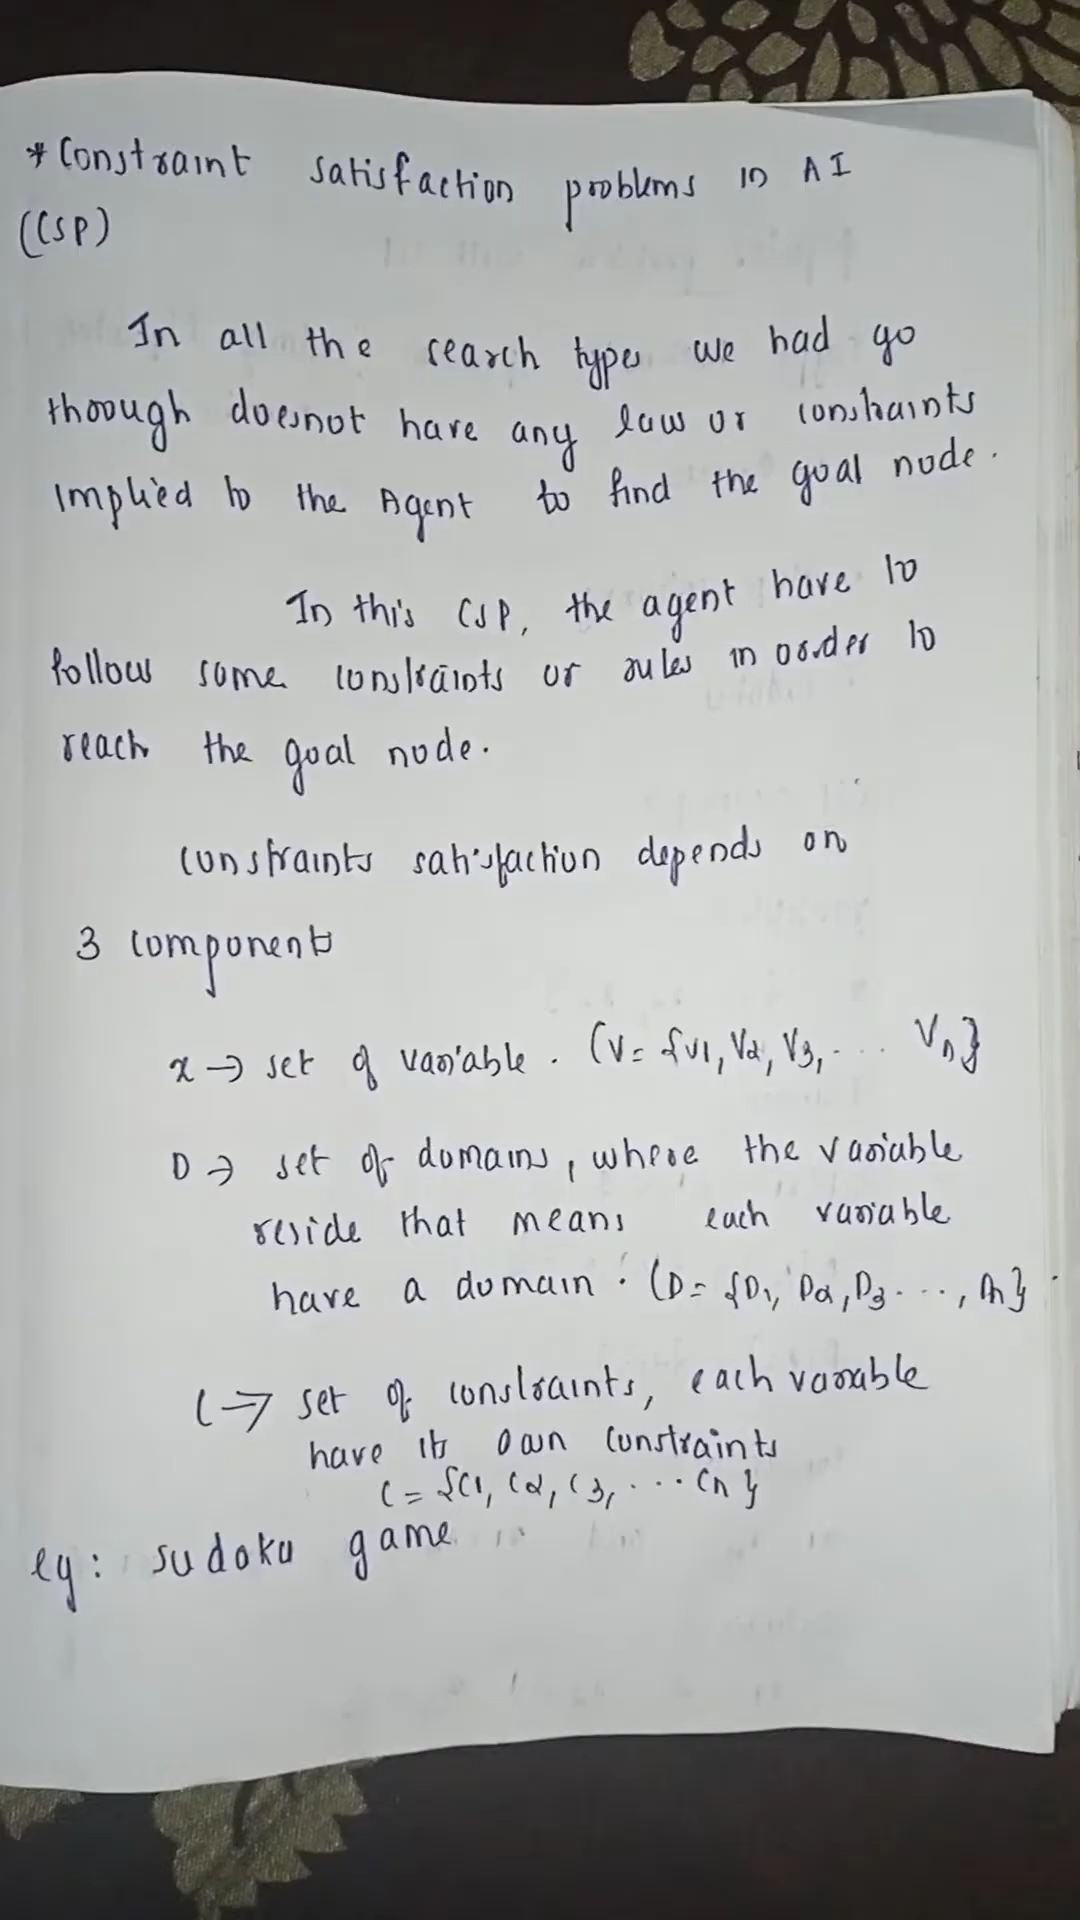 * Constraint satisfaction problems in AI
(CSP)
In all the search types we had go
through doesnot have any law or constraints
implied to the Agent to find the goal node.
In this CSP, the agent have to
follow some constraints or rules in order to
reach the goal node.
constraints satisfaction depends on
3 components
x → set of variable. (V = {V1, V2, V3, ... Vn}
D → set of domains, where the variable
reside that means each variable
have a domain. (D = {D1, D2, D3..., Dn}.
C → set of constraints, each variable
have its own constraints
C = {C1, C2, C3, ... Cn}
eg: sudoku game